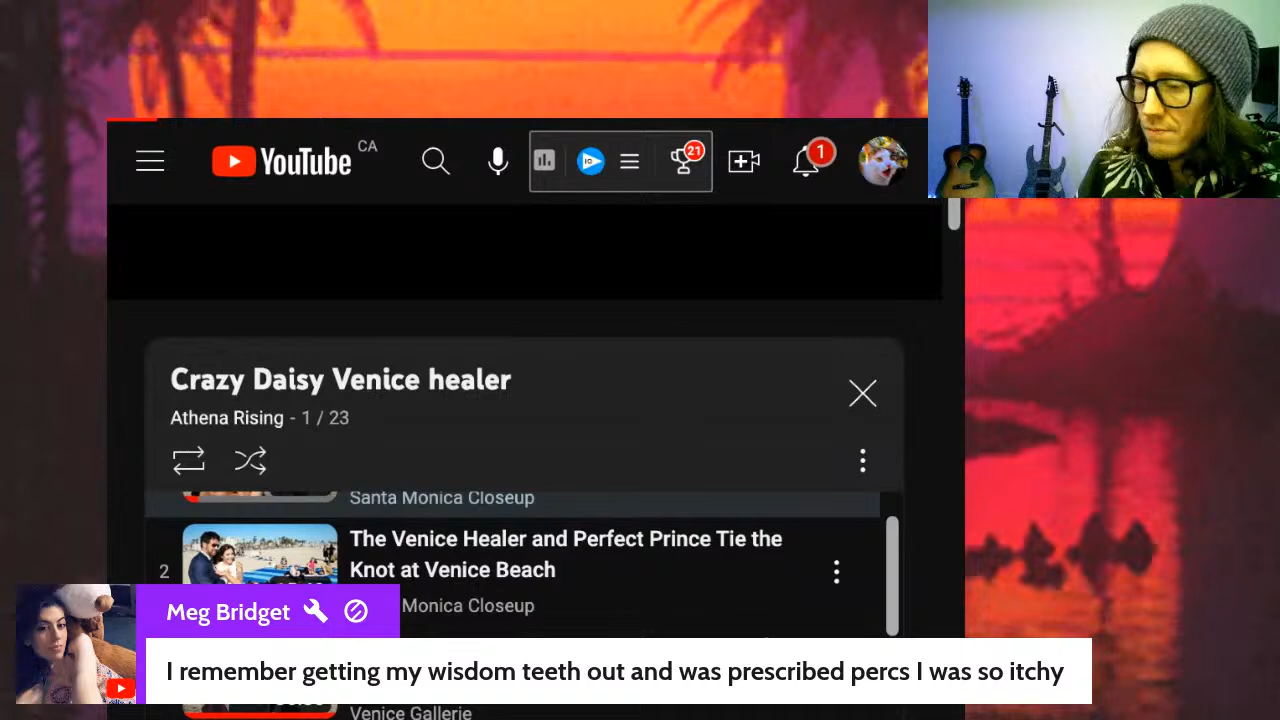 YouTube CA
21
1
Crazy Daisy Venice healer
Athena Rising - 1 / 23
Santa Monica Closeup
2
The Venice Healer and Perfect Prince Tie the
Knot at Venice Beach
Monica Closeup
Meg Bridget
I remember getting my wisdom teeth out and was prescribed percs I was so itchy
Venice Gallerie